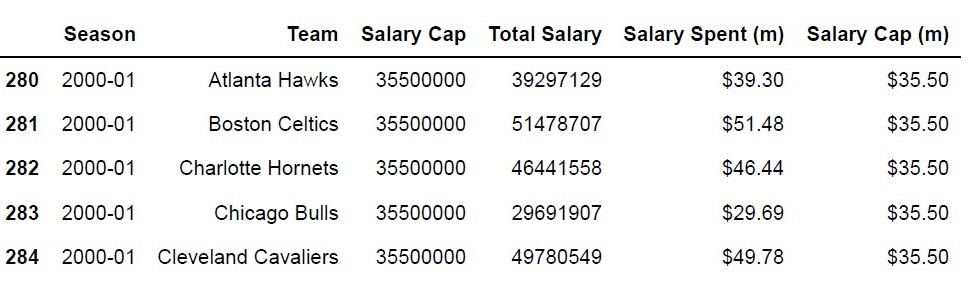 Season Team Salary Cap Total Salary Salary Spent (m) Salary Cap (m)
280 2000-01 Atlanta Hawks 35500000 39297129 $39.30 $35.50
281 2000-01 Boston Celtics 35500000 51478707 $51.48 $35.50
282 2000-01 Charlotte Hornets 35500000 46441558 $46.44 $35.50
283 2000-01 Chicago Bulls 35500000 29691907 $29.69 $35.50
284 2000-01 Cleveland Cavaliers 35500000 49780549 $49.78 $35.50